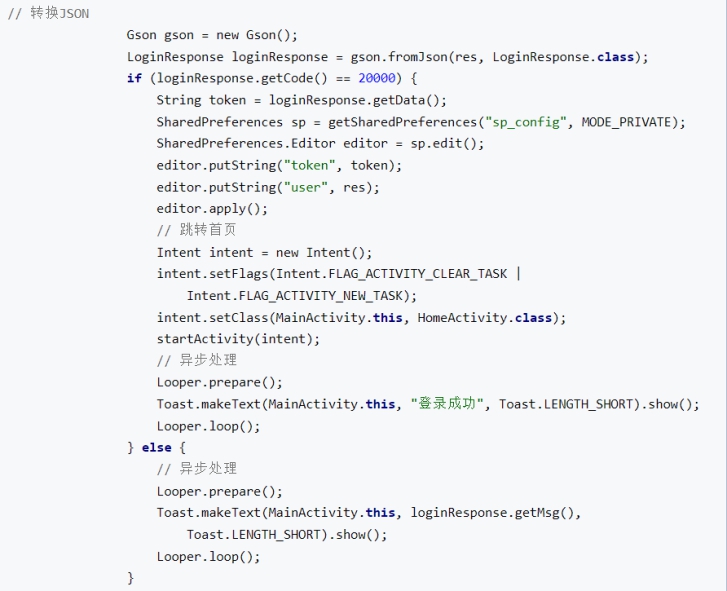 // 转换JSON
Gson gson = new Gson();
LoginResponse loginResponse = gson.fromJson(res, LoginResponse.class);
if (loginResponse.getCode() == 20000) {
String token = loginResponse.getData();
SharedPreferences sp = getSharedPreferences("sp_config", MODE_PRIVATE);
SharedPreferences.Editor editor = sp.edit();
editor.putString("token", token);
editor.putString("user", res);
editor.apply();
// 跳转首页
Intent intent = new Intent();
intent.setFlags(Intent.FLAG_ACTIVITY_CLEAR_TASK |
Intent.FLAG_ACTIVITY_NEW_TASK);
intent.setClass(MainActivity.this, HomeActivity.class);
startActivity(intent);
// 异步处理
Looper.prepare();
Toast.makeText(MainActivity.this, "登录成功", Toast.LENGTH_SHORT).show();
Looper.loop();
} else {
// 异步处理
Looper.prepare();
Toast.makeText(MainActivity.this, loginResponse.getMsg(),
Toast.LENGTH_SHORT).show();
Looper.loop();
}